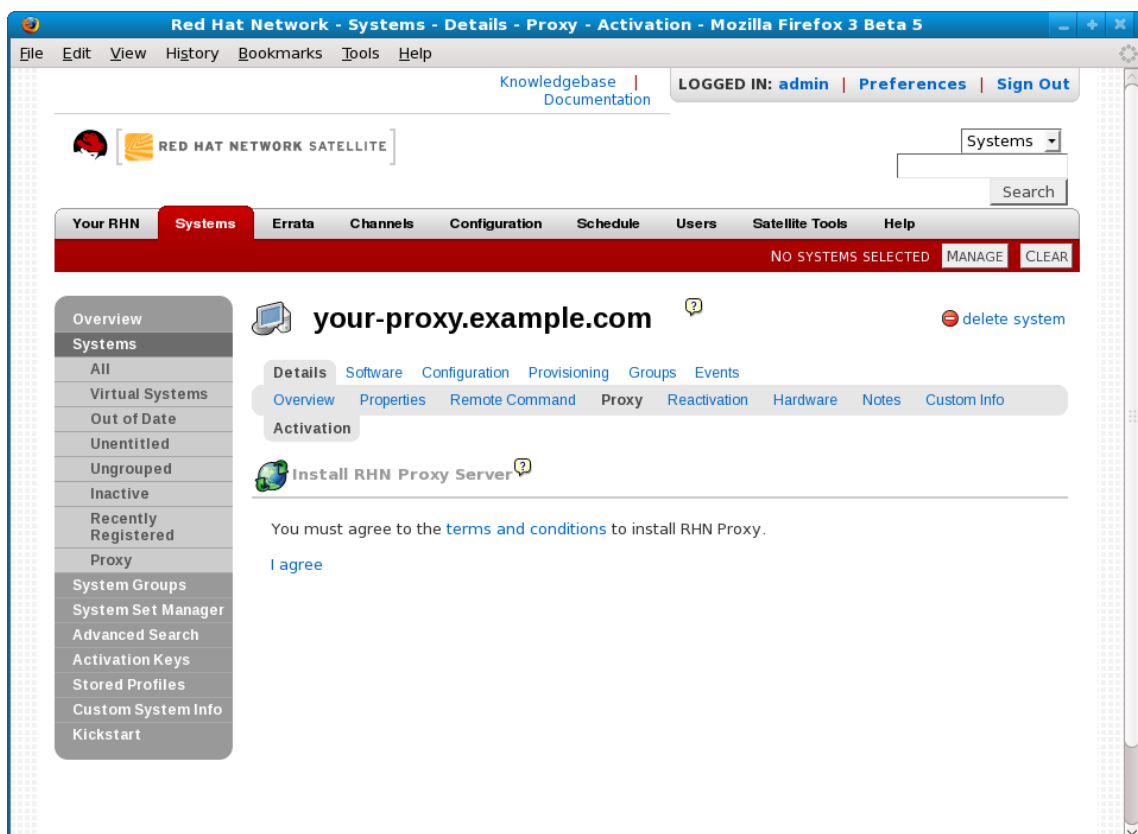 Red Hat Network - Systems - Details - Proxy - Activation - Mozilla Firefox 3 Beta 5
File Edit View History Bookmarks Tools Help
Knowledgebase |
Documentation
LOGGED IN: admin | Preferences | Sign Out
RED HAT NETWORK SATELLITE
Systems
Search
Your RHN Systems Errata Channels Configuration Schedule Users Satellite Tools Help
NO SYSTEMS SELECTED MANAGE CLEAR
Overview
Systems
All
Virtual Systems
Out of Date
Unentitled
Ungrouped
Inactive
Recently
Registered
Proxy
System Groups
System Set Manager
Advanced Search
Activation Keys
Stored Profiles
Custom System Info
Kickstart
your-proxy.example.com ?
delete system
Details Software Configuration Provisioning Groups Events
Overview Properties Remote Command Proxy Reactivation Hardware Notes Custom Info
Activation
Install RHN Proxy Server ?
You must agree to the terms and conditions to install RHN Proxy.
I agree